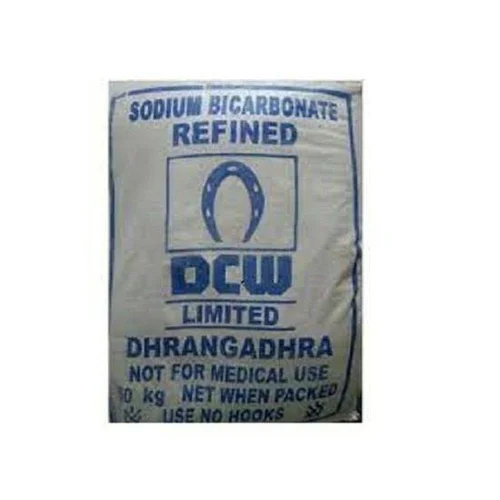 SODIUM BICARBONATE
REFINED
DCW
LIMITED
DHRANGADHRA
NOT FOR MEDICAL USE
kg NET WHEN PACKED
USE NO HOOKS